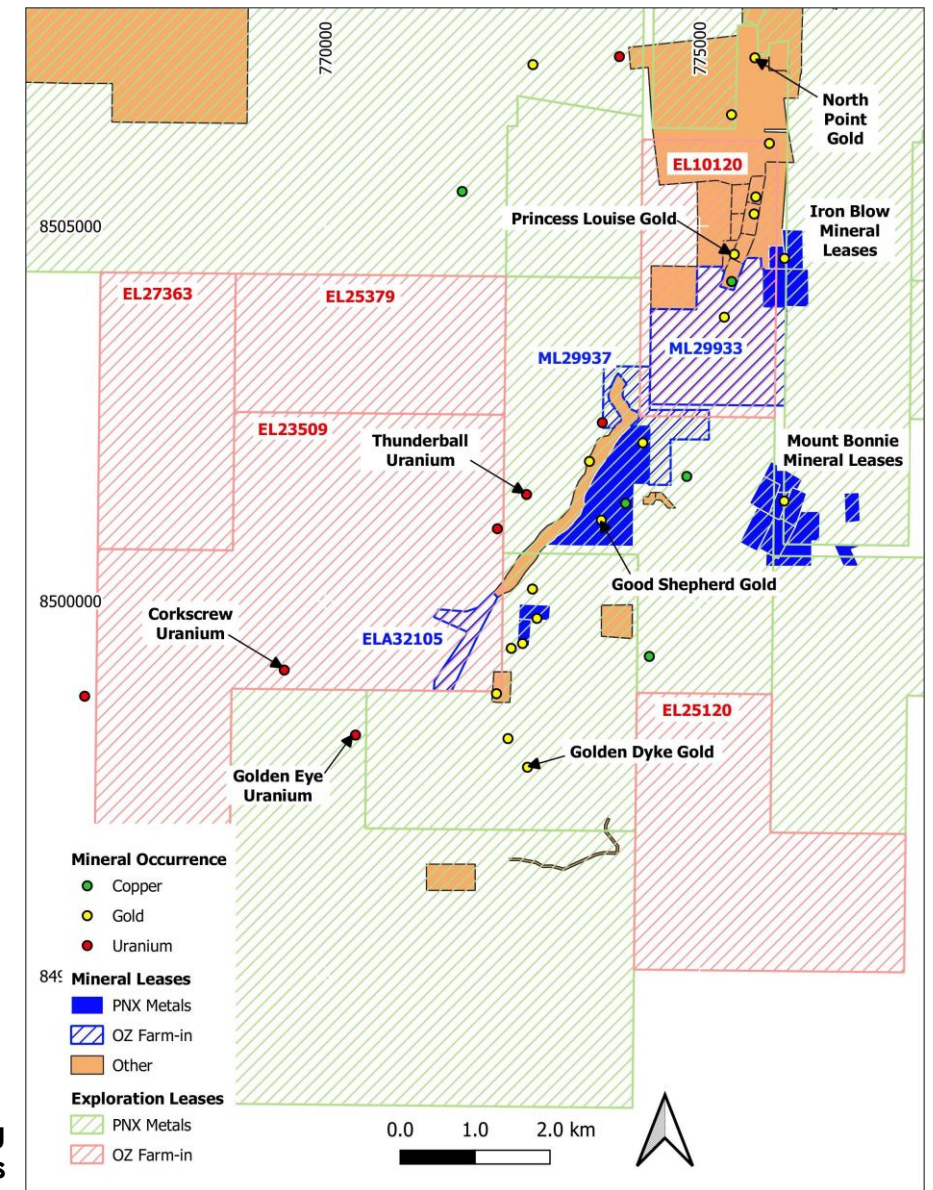 770000
775000
North
Point
Gold
EL10120
8505000
Princess Louise Gold
Iron Blow
Mineral
Leases
EL27363
EL25379
ML29937
ML29933
EL23509
Thunderball
Uranium
Mount Bonnie
Mineral Leases
Good Shepherd Gold
8500000
Corkscrew
Uranium
ELA32105
EL25120
Golden Dyke Gold
Golden Eye
Uranium
Mineral Occurrence
Copper
Gold
Uranium
Mineral Leases
PNX Metals
OZ Farm-in
Other
Exploration Leases
PNX Metals
OZ Farm-in
0.0 1.0 2.0 km